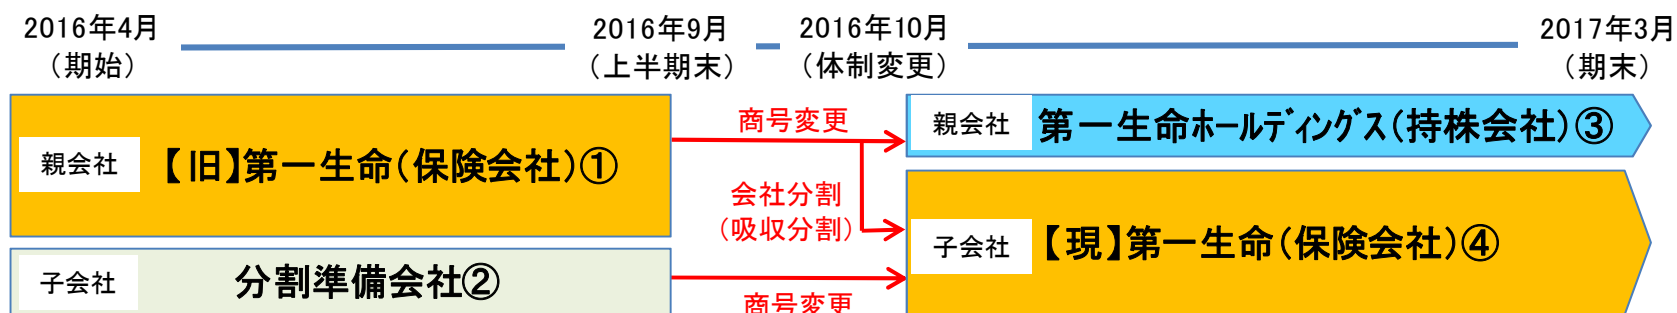 2016年4月
（期始）
2016年9月
（上半期末）
2016年10月
（体制変更）
2017年3月
（期末）
親会社
【旧】第一生命（保険会社）①
商号変更
親会社
第一生命ホールディングス（持株会社）③
会社分割
（吸収分割）
子会社
【現】第一生命（保険会社）④
子会社
分割準備会社②
商号変更